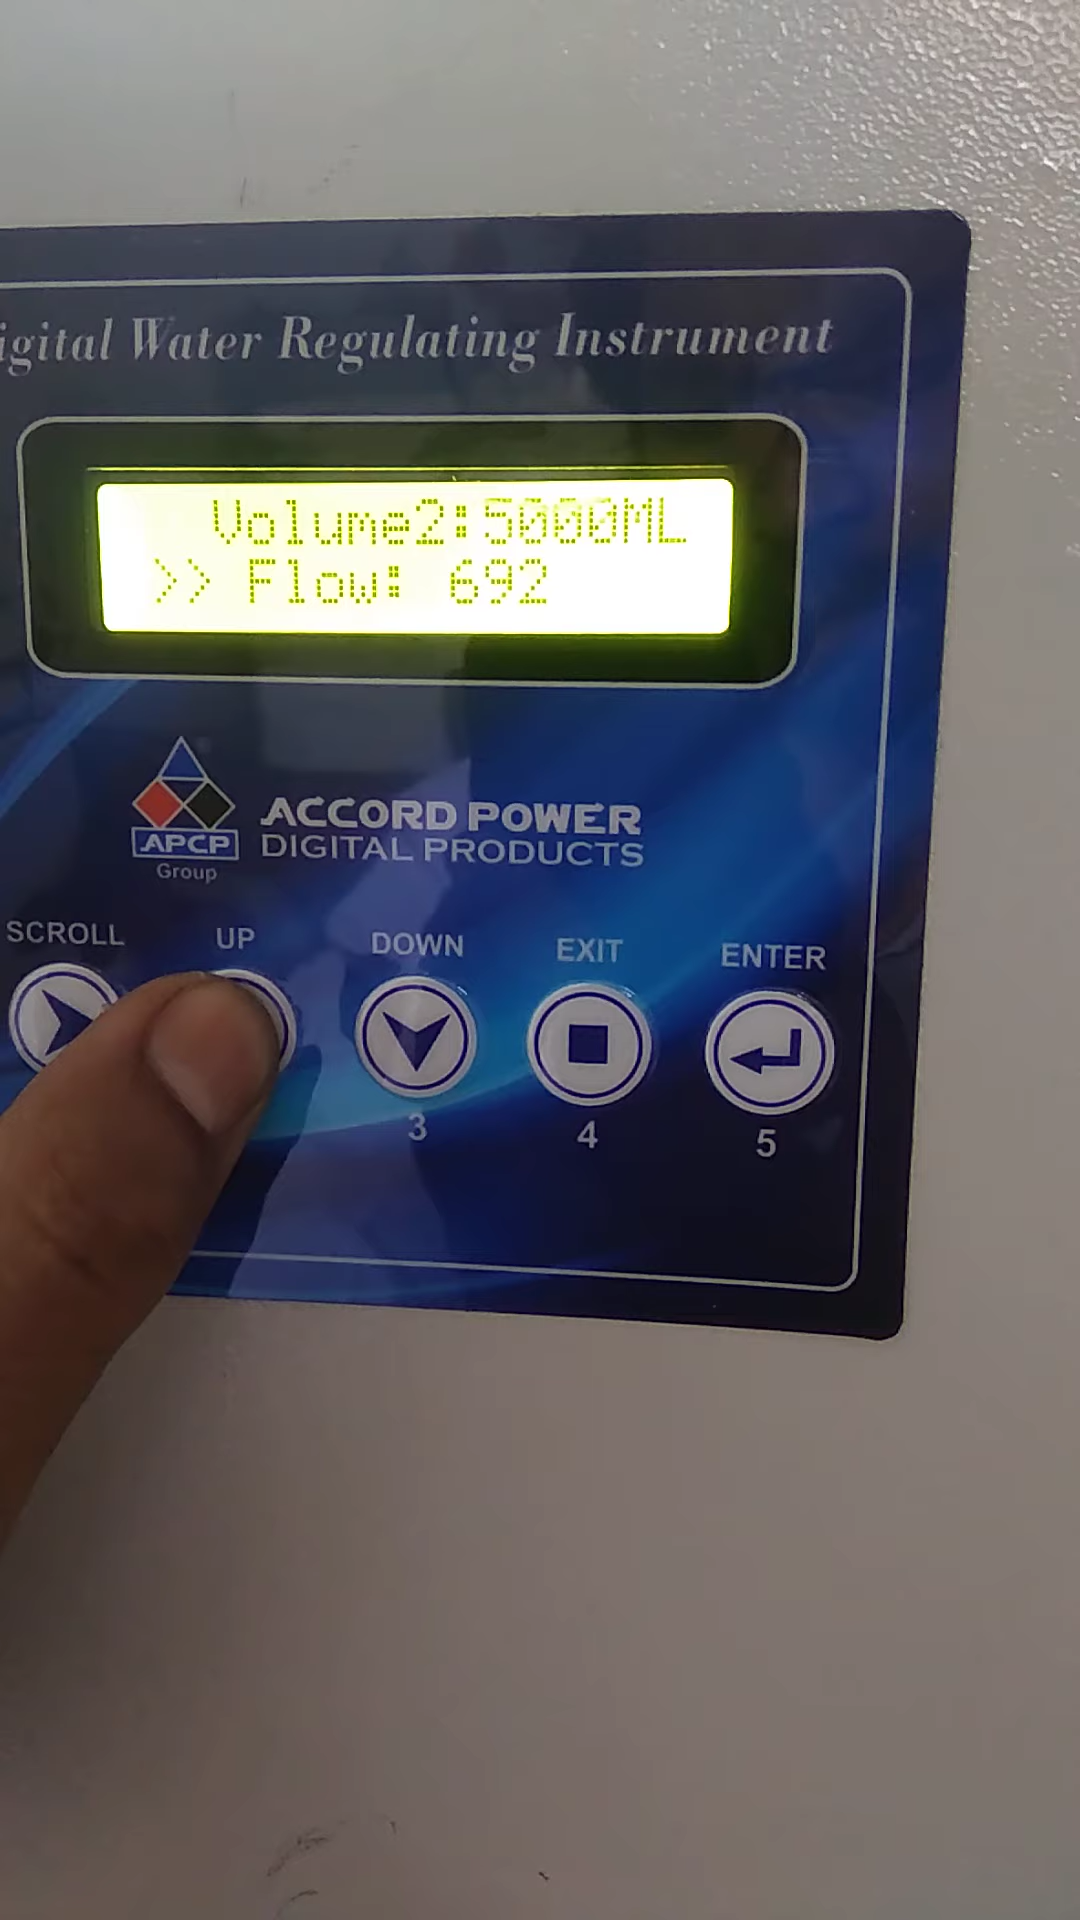 igital Water Regulating Instrument
Volume2:5000ML
>> Flow: 692
APCP
Group
ACCORD POWER
DIGITAL PRODUCTS
SCROLL UP DOWN EXIT ENTER
3 4 5